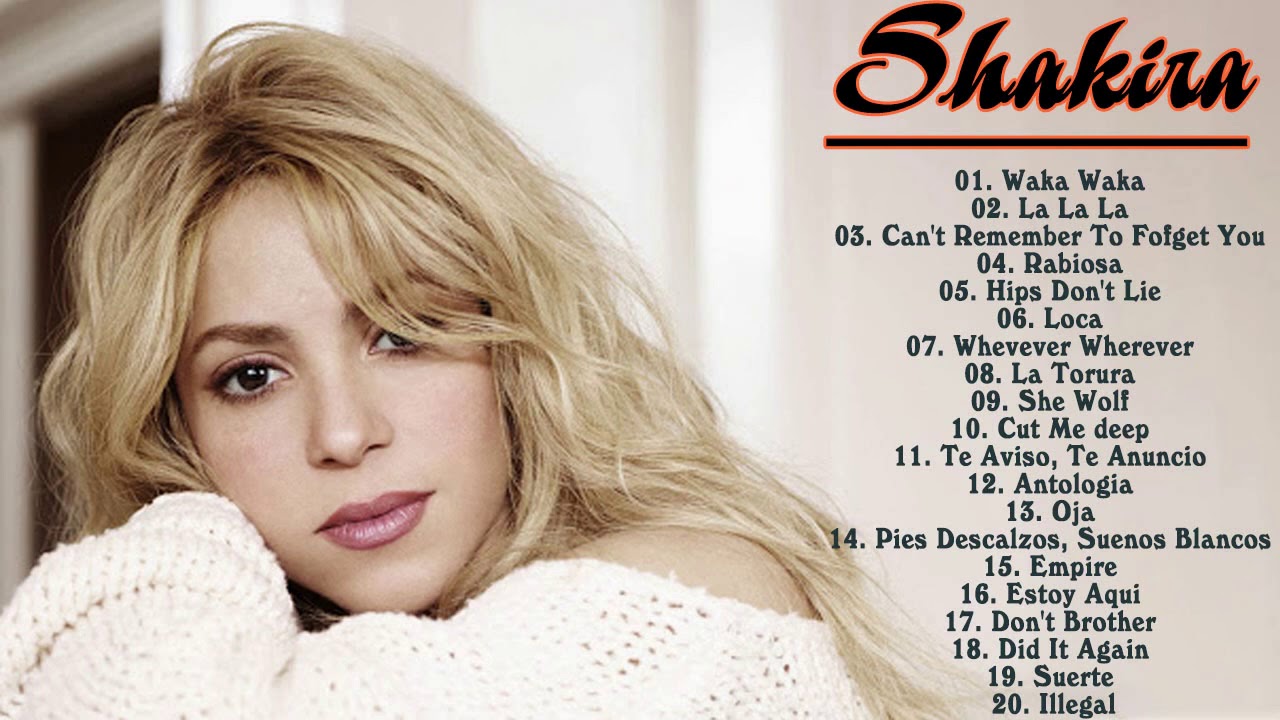 Shakira
01. Waka Waka
02. La La La
03. Can't Remember To Fofget You
04. Rabiosa
05. Hips Don't Lie
06. Loca
07. Whevever Wherever
08. La Torura
09. She Wolf
10. Cut Me deep
11. Te Aviso, Te Anuncio
12. Antologia
13. Oja
14. Pies Descalzos, Suenos Blancos
15. Empire
16. Estoy Aqui
17. Don't Brother
18. Did It Again
19. Suerte
20. Illegal